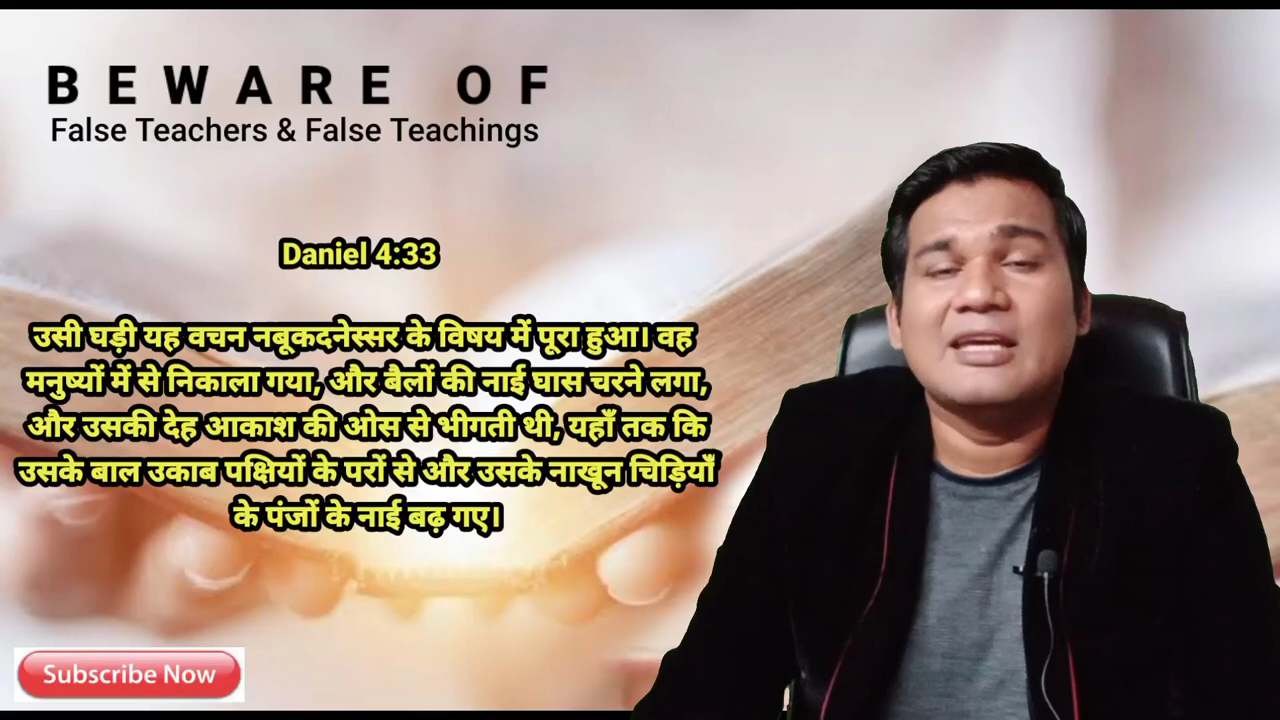 BEWARE OF
False Teachers & False Teachings
Daniel 4:33
उसी घड़ी यह वचन नबूकदनेस्सर के विषय में पूरा हुआ। वह
मनुष्यों में से निकाला गया, और बैलों की नाई घास चरने लगा,
और उसकी देह आकाश की ओस से भीगती थी, यहाँ तक कि
उसके बाल उकाब पक्षियों के परों से और उसके नाखून चिड़ियाँ
के पंजों के नाई बढ़ गए।
Subscribe Now